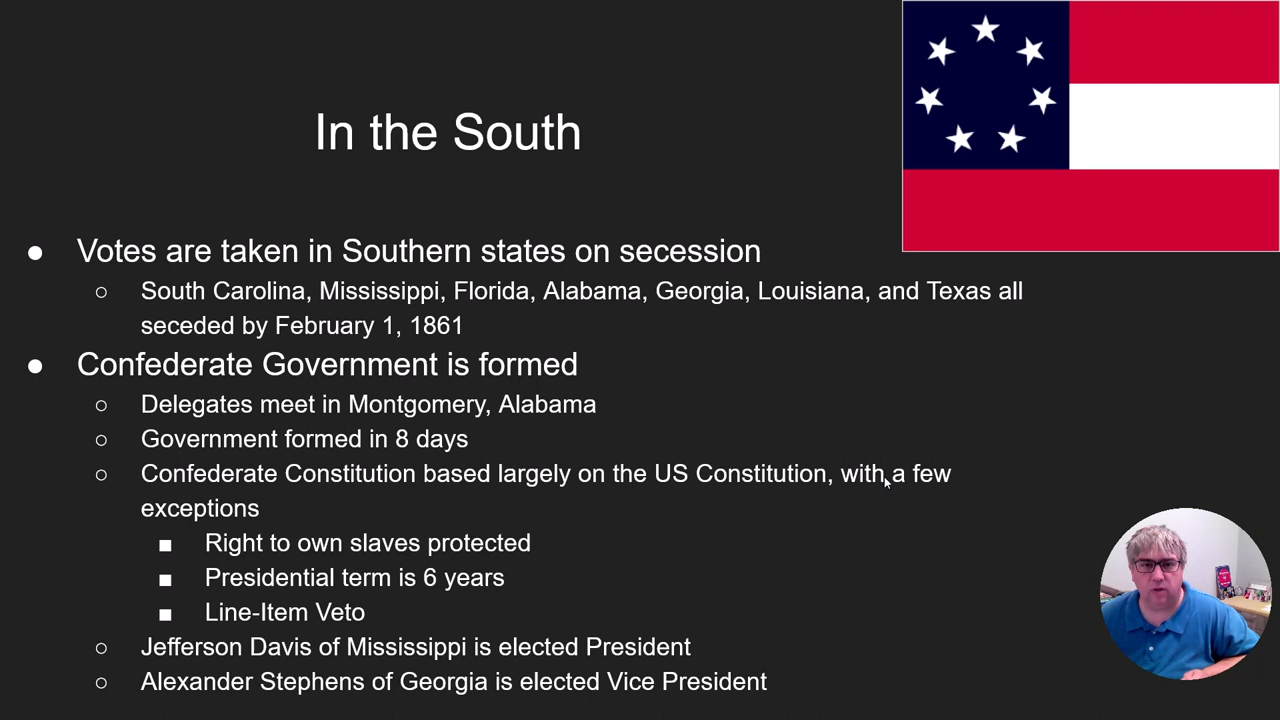 In the South
● Votes are taken in Southern states on secession
○ South Carolina, Mississippi, Florida, Alabama, Georgia, Louisiana, and Texas all
seceded by February 1, 1861
● Confederate Government is formed
○ Delegates meet in Montgomery, Alabama
○ Government formed in 8 days
○ Confederate Constitution based largely on the US Constitution, with a few
exceptions
■ Right to own slaves protected
■ Presidential term is 6 years
■ Line-Item Veto
○ Jefferson Davis of Mississippi is elected President
○ Alexander Stephens of Georgia is elected Vice President